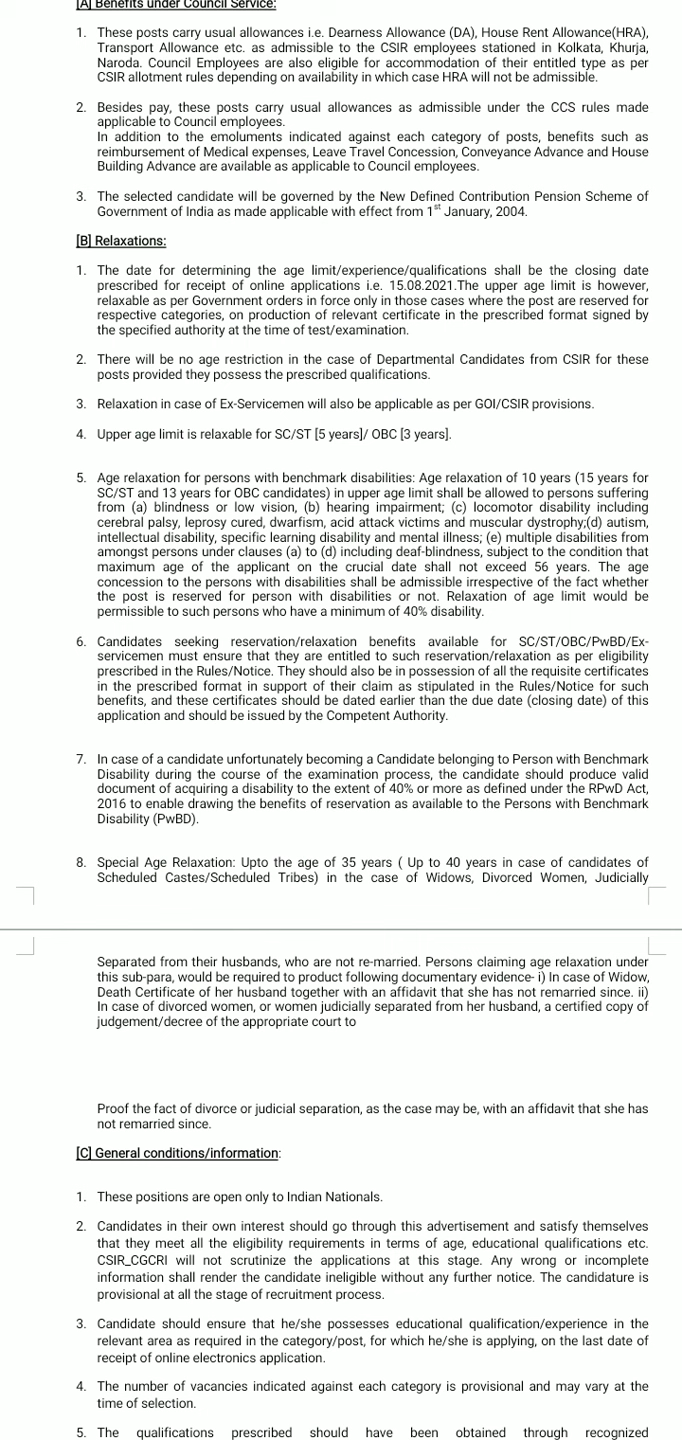 [A] Benefits under Council Service:
1. These posts carry usual allowances i.e. Dearness Allowance (DA), House Rent Allowance(HRA),
Transport Allowance etc. as admissible to the CSIR employees stationed in Kolkata, Khurja,
Naroda. Council Employees are also eligible for accommodation of their entitled type as per
CSIR allotment rules depending on availability in which case HRA will not be admissible.
2. Besides pay, these posts carry usual allowances as admissible under the CCS rules made
applicable to Council employees.
In addition to the emoluments indicated against each category of posts, benefits such as
reimbursement of Medical expenses, Leave Travel Concession, Conveyance Advance and House
Building Advance are available as applicable to Council employees.
3. The selected candidate will be governed by the New Defined Contribution Pension Scheme of
Government of India as made applicable with effect from 1st January, 2004.
[B] Relaxations:
1. The date for determining the age limit/experience/qualifications shall be the closing date
prescribed for receipt of online applications i.e. 15.08.2021.The upper age limit is however,
relaxable as per Government orders in force only in those cases where the post are reserved for
respective categories, on production of relevant certificate in the prescribed format signed by
the specified authority at the time of test/examination.
2. There will be no age restriction in the case of Departmental Candidates from CSIR for these
posts provided they possess the prescribed qualifications.
3. Relaxation in case of Ex-Servicemen will also be applicable as per GOI/CSIR provisions.
4. Upper age limit is relaxable for SC/ST [5 years]/ OBC [3 years].
5. Age relaxation for persons with benchmark disabilities: Age relaxation of 10 years (15 years for
SC/ST and 13 years for OBC candidates) in upper age limit shall be allowed to persons suffering
from (a) blindness or low vision, (b) hearing impairment; (c) locomotor disability including
cerebral palsy, leprosy cured, dwarfism, acid attack victims and muscular dystrophy;(d) autism,
intellectual disability, specific learning disability and mental illness; (e) multiple disabilities from
amongst persons under clauses (a) to (d) including deaf-blindness, subject to the condition that
maximum age of the applicant on the crucial date shall not exceed 56 years. The age
concession to the persons with disabilities shall be admissible irrespective of the fact whether
the post is reserved for person with disabilities or not. Relaxation of age limit would be
permissible to such persons who have a minimum of 40% disability.
6. Candidates seeking reservation/relaxation benefits available for SC/ST/OBC/PwBD/Ex-
servicemen must ensure that they are entitled to such reservation/relaxation as per eligibility
prescribed in the Rules/Notice. They should also be in possession of all the requisite certificates
in the prescribed format in support of their claim as stipulated in the Rules/Notice for such
benefits, and these certificates should be dated earlier than the due date (closing date) of this
application and should be issued by the Competent Authority.
7. In case of a candidate unfortunately becoming a Candidate belonging to Person with Benchmark
Disability during the course of the examination process, the candidate should produce valid
document of acquiring a disability to the extent of 40% or more as defined under the RPwD Act,
2016 to enable drawing the benefits of reservation as available to the Persons with Benchmark
Disability (PwBD).
8. Special Age Relaxation: Upto the age of 35 years ( Up to 40 years in case of candidates of
Scheduled Castes/Scheduled Tribes) in the case of Widows, Divorced Women, Judicially
Separated from their husbands, who are not re-married. Persons claiming age relaxation under
this sub-para, would be required to product following documentary evidence- i) In case of Widow,
Death Certificate of her husband together with an affidavit that she has not remarried since. ii)
In case of divorced women, or women judicially separated from her husband, a certified copy of
judgement/decree of the appropriate court to
Proof the fact of divorce or judicial separation, as the case may be, with an affidavit that she has
not remarried since.
[C] General conditions/information:
1. These positions are open only to Indian Nationals.
2. Candidates in their own interest should go through this advertisement and satisfy themselves
that they meet all the eligibility requirements in terms of age, educational qualifications etc.
CSIR_CGCRI will not scrutinize the applications at this stage. Any wrong or incomplete
information shall render the candidate ineligible without any further notice. The candidature is
provisional at all the stage of recruitment process.
3. Candidate should ensure that he/she possesses educational qualification/experience in the
relevant area as required in the category/post, for which he/she is applying, on the last date of
receipt of online electronics application.
4. The number of vacancies indicated against each category is provisional and may vary at the
time of selection.
5. The qualifications prescribed should have been obtained through recognized